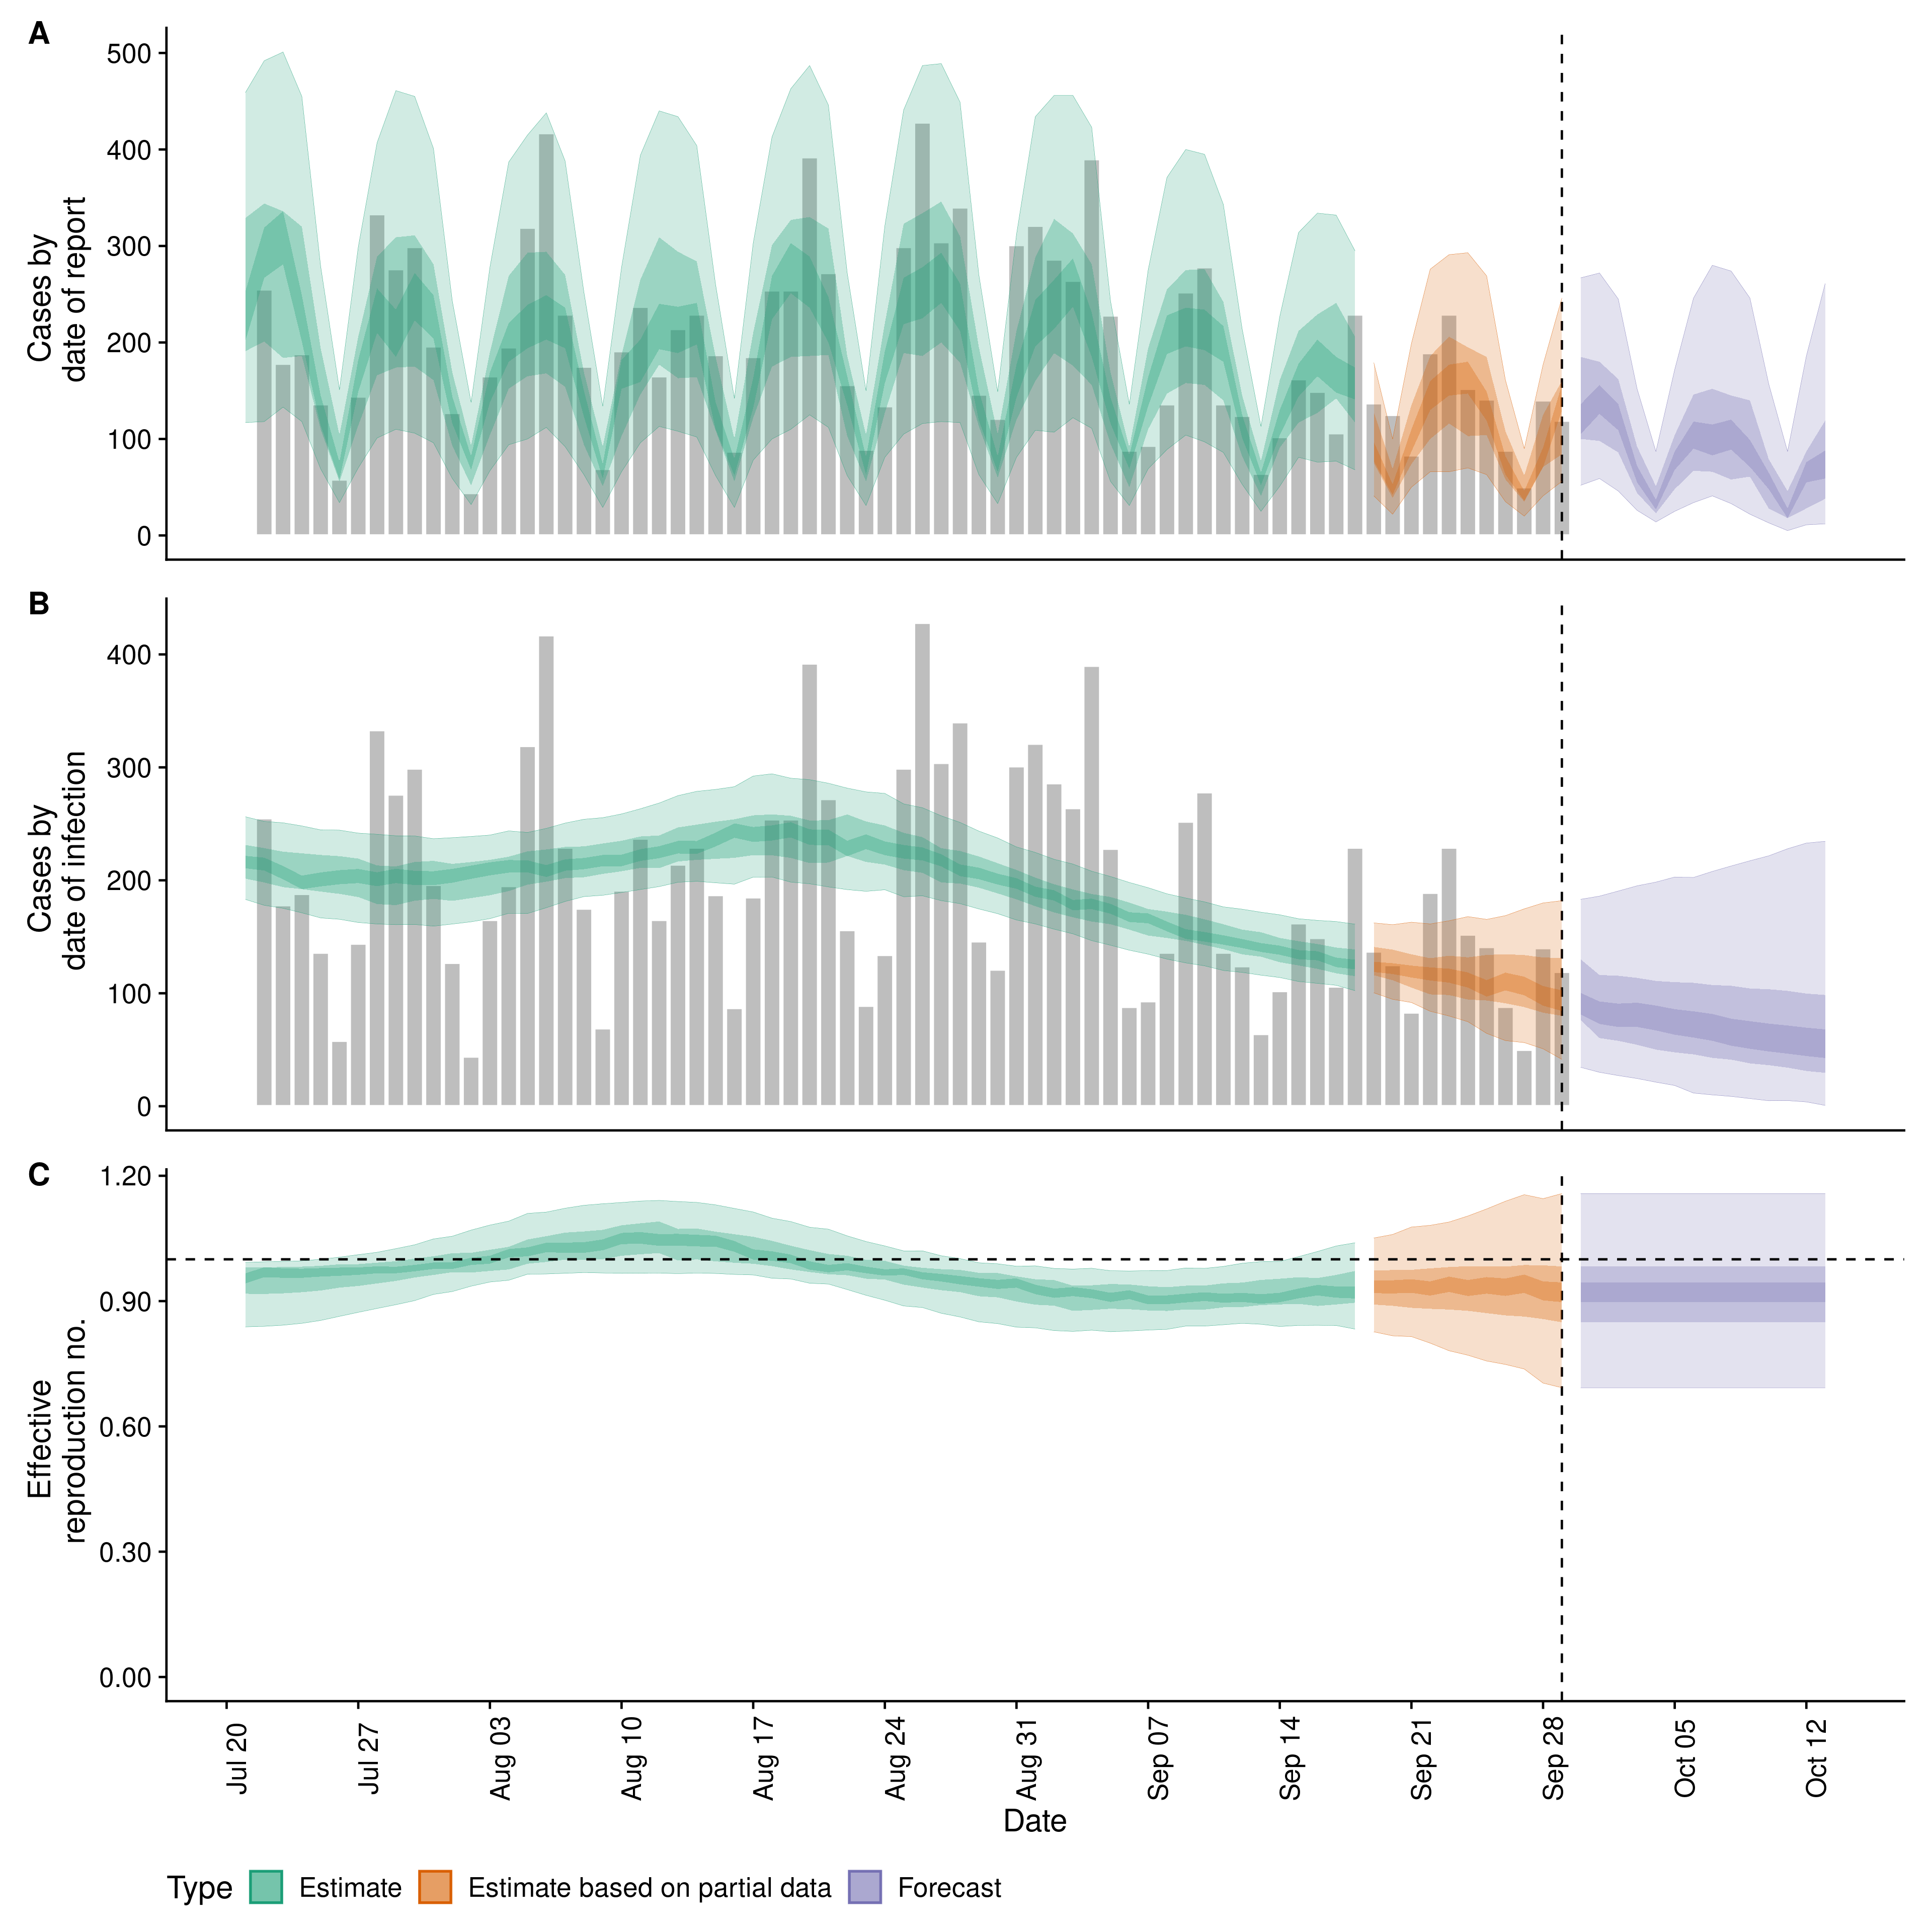 A
500
400
300
200
100
0
Cases by
date of report
B
400
300
200
100
0
Cases by
date of infection
C
1.20
0.90
0.60
0.30
0.00
Effective
reproduction no.
Jul 20
Jul 27
Aug 03
Aug 10
Aug 17
Aug 24
Aug 31
Sep 07
Sep 14
Sep 21
Sep 28
Oct 05
Oct 12
Date
Type Estimate Estimate based on partial data Forecast